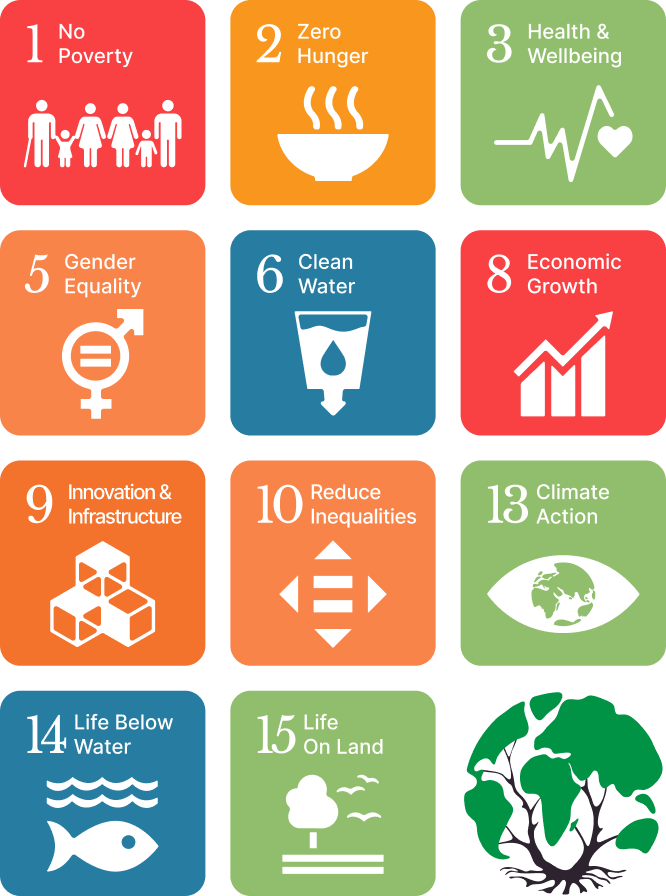 1 No
Poverty
2 Zero
Hunger
3 Health &
Wellbeing
5 Gender
Equality
6 Clean
Water
8 Economic
Growth
9 Innovation &
Infrastructure
10 Reduce
Inequalities
13 Climate
Action
14 Life Below
Water
15 Life
On Land